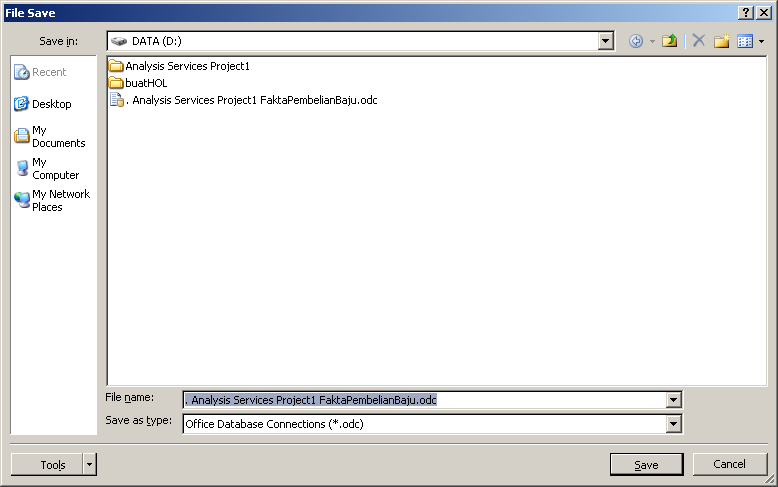 File Save
Save in:
DATA (D:)
Recent
Desktop
My
Documents
My
Computer
My Network
Places
Analysis Services Project1
buatHOL
. Analysis Services Project1 FaktaPembelianBaju.odc
File name:
. Analysis Services Project1 FaktaPembelianBaju.odc
Save as type:
Office Database Connections (*.odc)
Tools
Save
Cancel